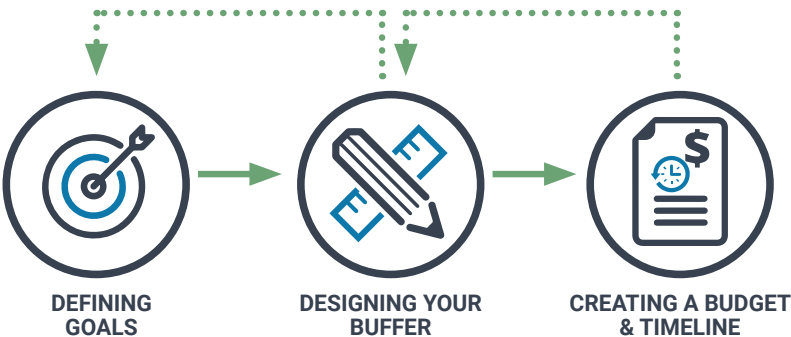 $
DEFINING
GOALS
DESIGNING YOUR
BUFFER
CREATING A BUDGET
& TIMELINE